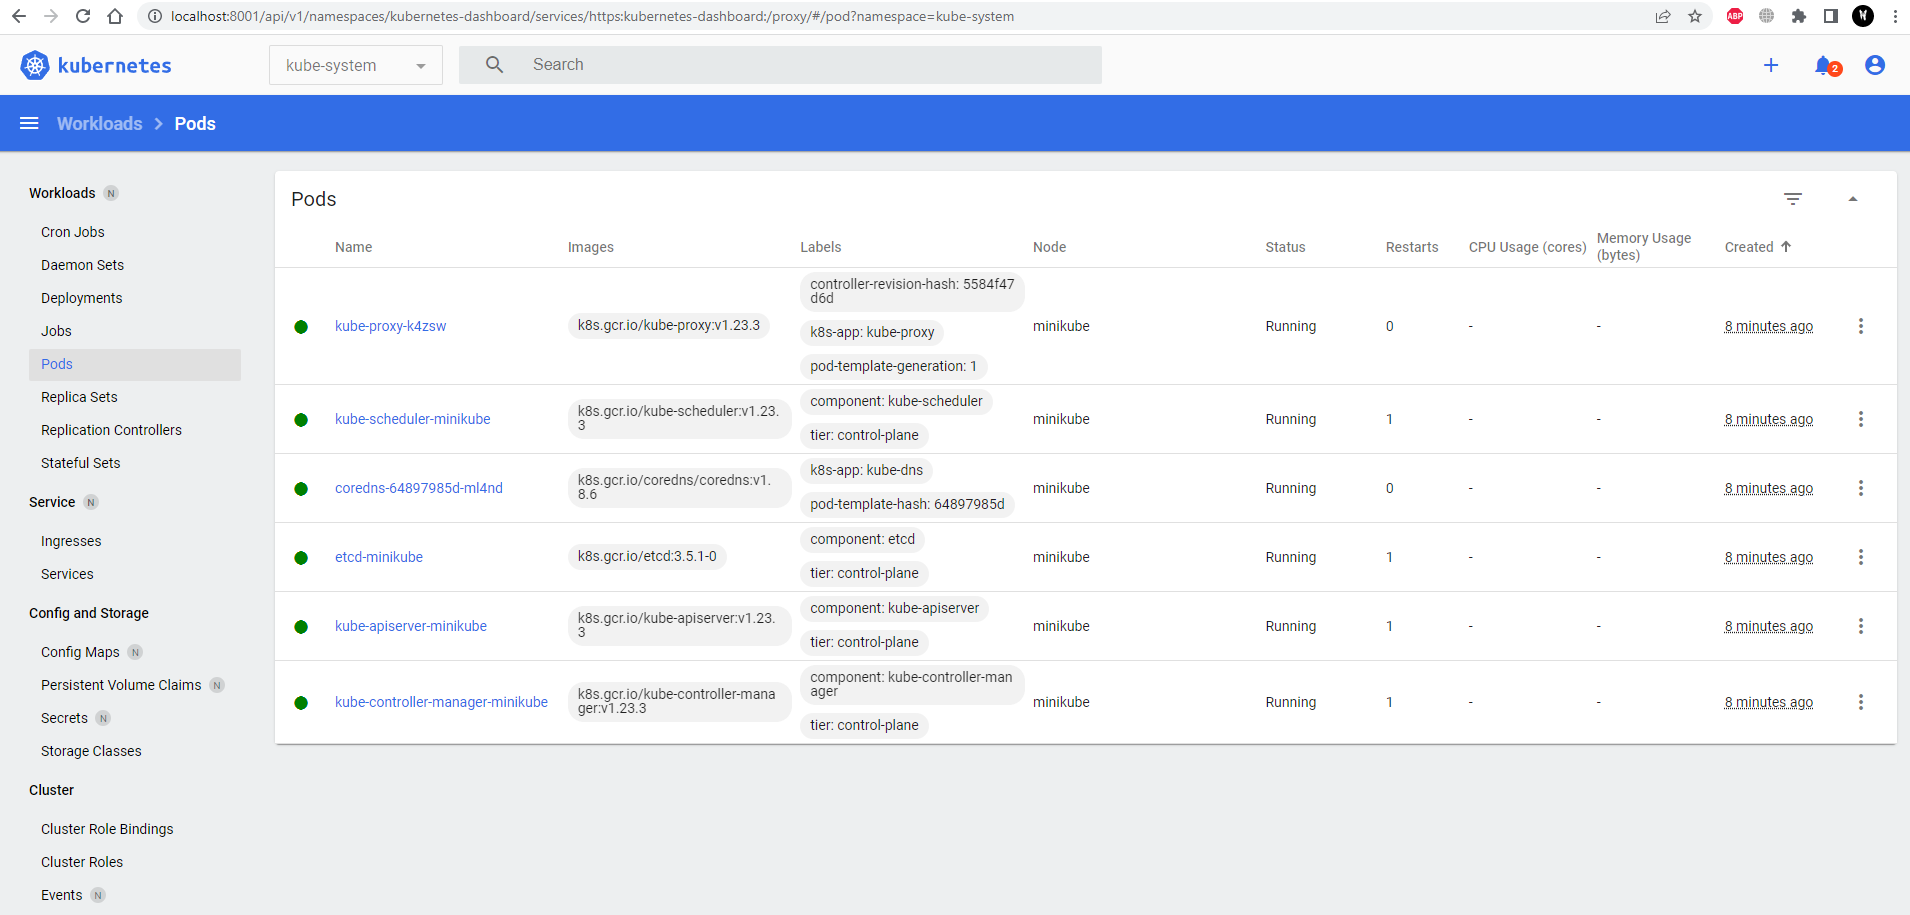 localhost:8001/api/v1/namespaces/kubernetes-dashboard/services/https:kubernetes-dashboard:/proxy/#/pod?namespace=kube-system
ABP
W
kubernetes
kube-system
Search
2
Workloads > Pods
Workloads N
Cron Jobs
Daemon Sets
Deployments
Jobs
Pods
Replica Sets
Replication Controllers
Stateful Sets
Service N
Ingresses
Services
Config and Storage
Config Maps N
Persistent Volume Claims N
Secrets N
Storage Classes
Cluster
Cluster Role Bindings
Cluster Roles
Events N
Pods
Name Images Labels Node Status Restarts CPU Usage (cores) Memory Usage
(bytes) Created
kube-proxy-k4zsw
k8s.gcr.io/kube-proxy:v1.23.3
controller-revision-hash: 5584f47
d6d
k8s-app: kube-proxy
pod-template-generation: 1
minikube Running 0 - - 8 minutes ago
kube-scheduler-minikube
k8s.gcr.io/kube-scheduler:v1.23.
3
component: kube-scheduler
tier: control-plane
minikube Running 1 - - 8 minutes ago
coredns-64897985d-ml4nd
k8s.gcr.io/coredns/coredns:v1.
8.6
k8s-app: kube-dns
pod-template-hash: 64897985d
minikube Running 0 - - 8 minutes ago
etcd-minikube
k8s.gcr.io/etcd:3.5.1-0
component: etcd
tier: control-plane
minikube Running 1 - - 8 minutes ago
kube-apiserver-minikube
k8s.gcr.io/kube-apiserver:v1.23.
3
component: kube-apiserver
tier: control-plane
minikube Running 1 - - 8 minutes ago
kube-controller-manager-minikube
k8s.gcr.io/kube-controller-mana
ger:v1.23.3
component: kube-controller-man
ager
tier: control-plane
minikube Running 1 - - 8 minutes ago